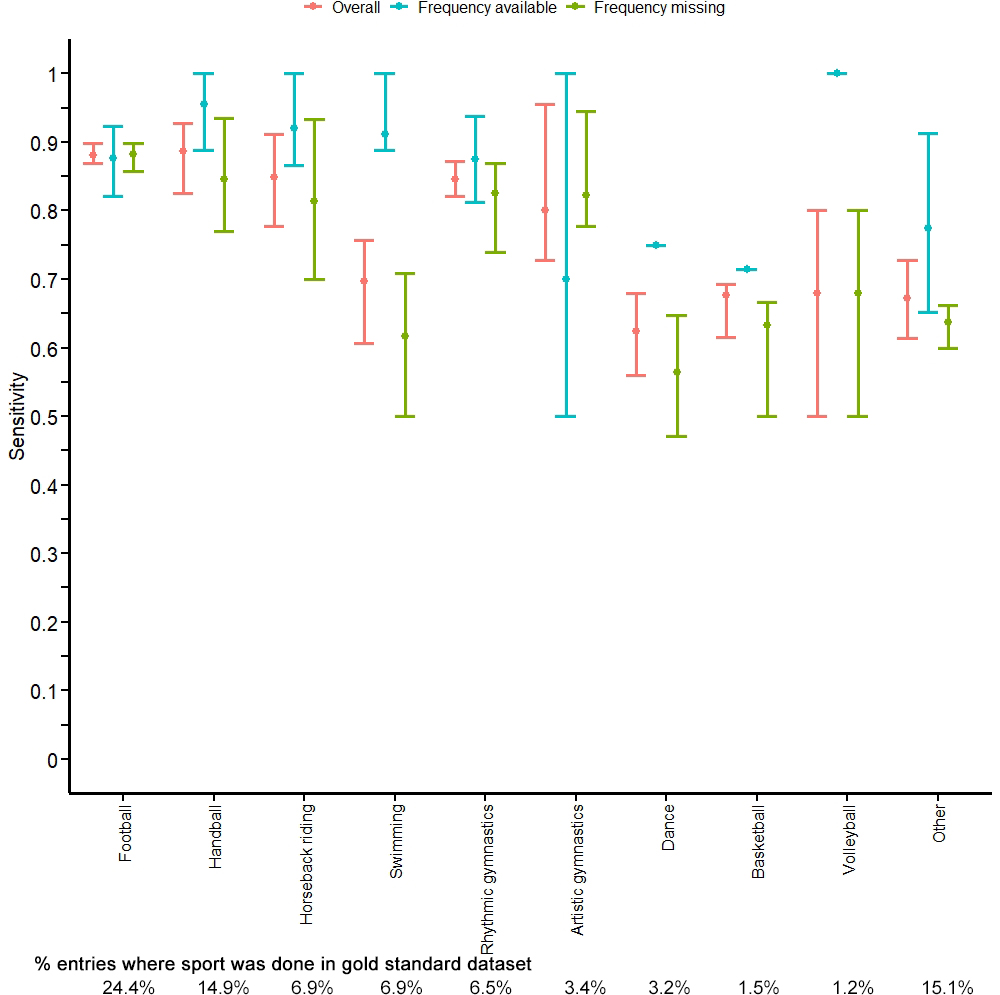 Overall Frequency available Frequency missing
Sensitivity
1
0.9
0.8
0.7
0.6
0.5
0.4
0.3
0.2
0.1
0
Football
Handball
Horseback riding
Swimming
Rhythmic gymnastics
Artistic gymnastics
Dance
Basketball
Volleyball
Other
% entries where sport was done in gold standard dataset
24.4% 14.9% 6.9% 6.9% 6.5% 3.4% 3.2% 1.5% 1.2% 15.1%